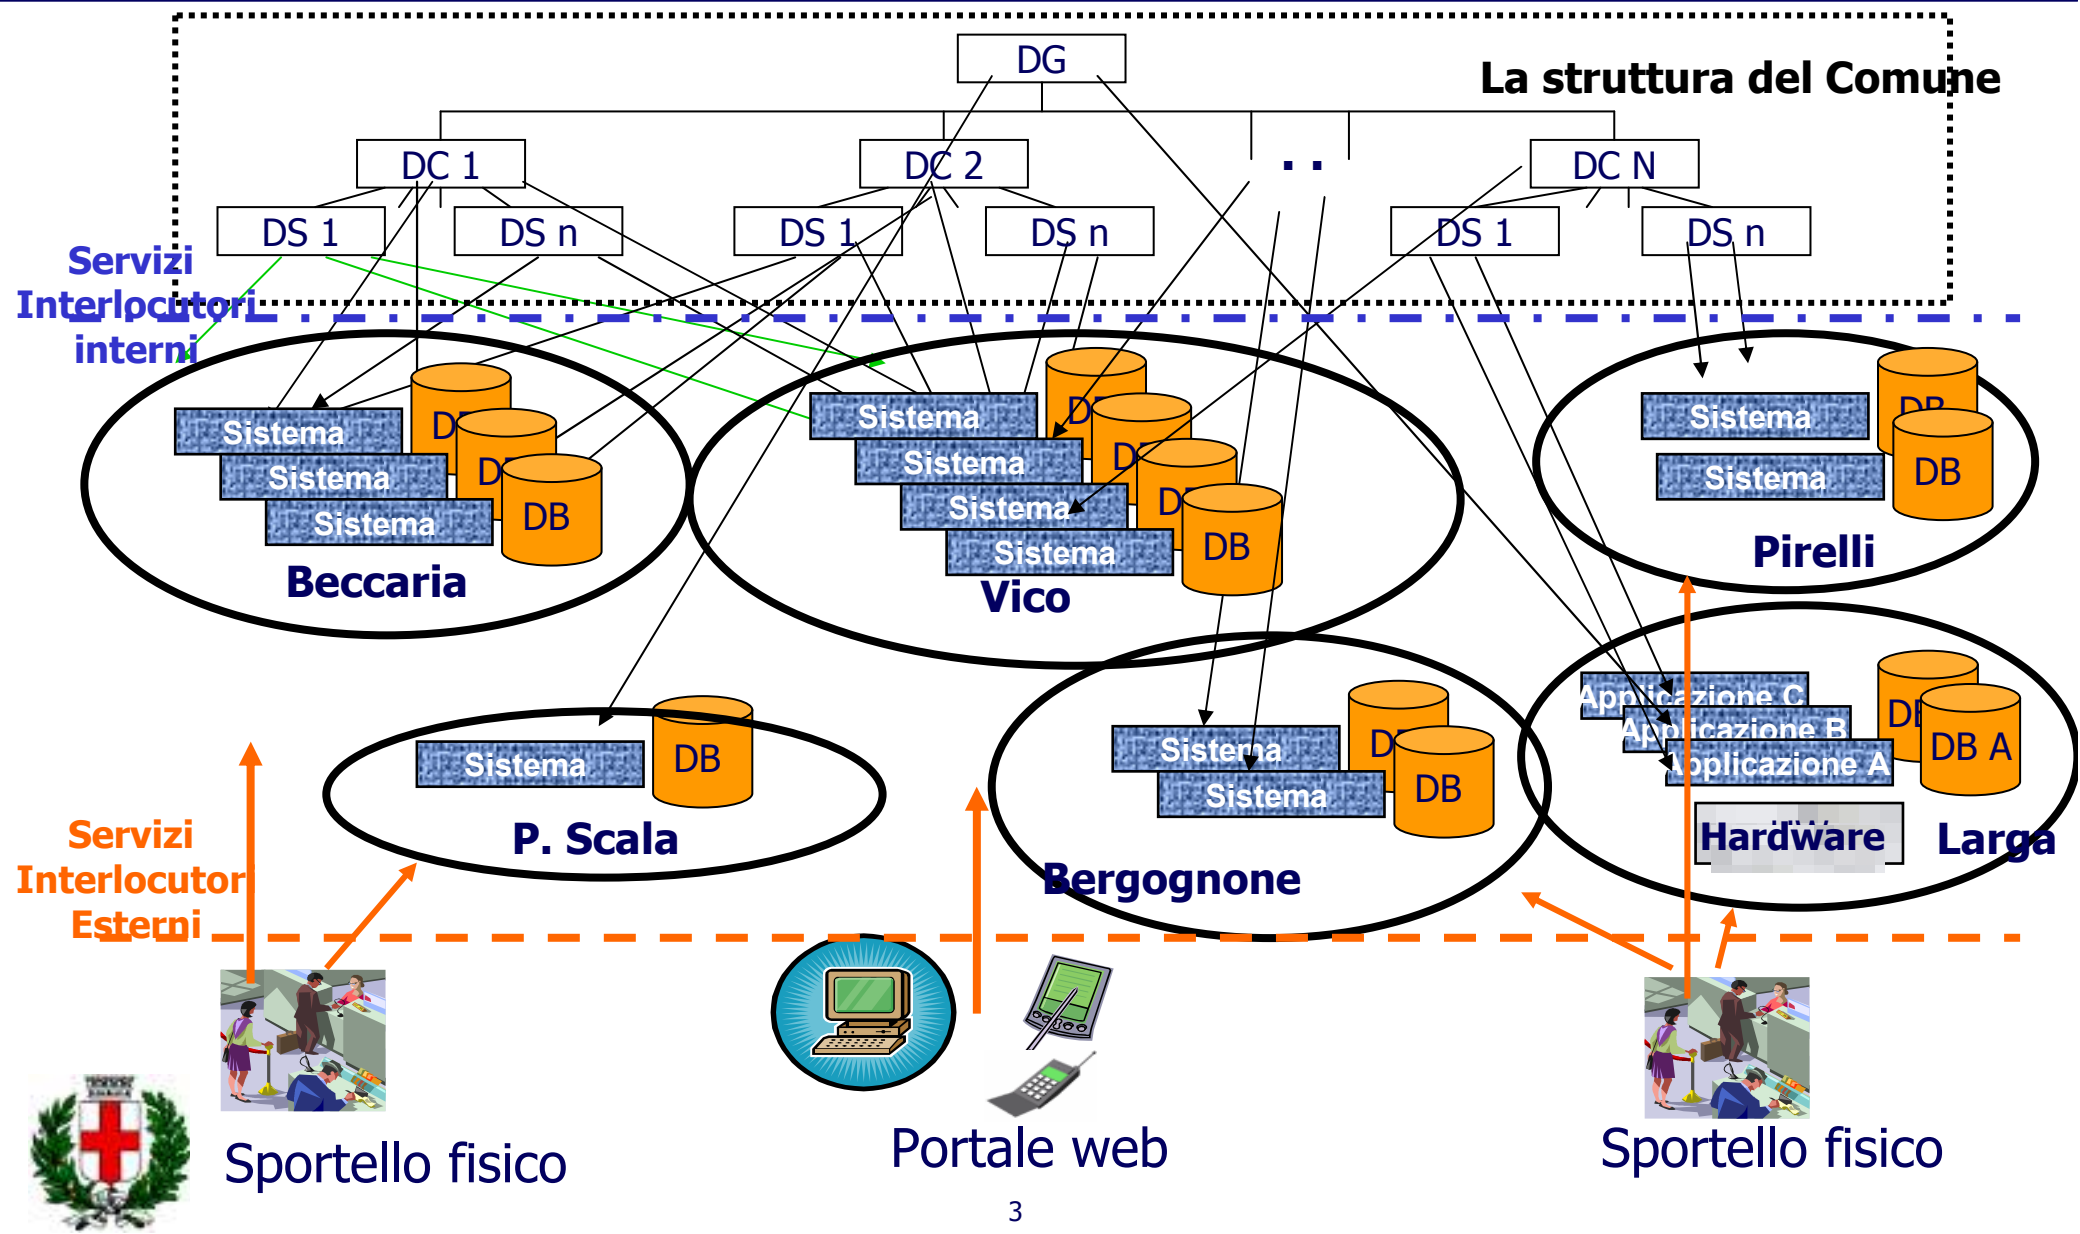 DG
La struttura del Comune
DC 1
DC 2
. .
DC N
DS 1
DS n
DS 1
DS n
DS 1
DS n
Servizi
Interlocutori
interni
Sistema
Sistema
Sistema
DB
Beccaria
Sistema
Sistema
Sistema
Sistema
DB
Vico
Sistema
Sistema
DB
DB
Pirelli
Sistema
DB
P. Scala
Sistema
Sistema
DB
Bergognone
Applicazione C
Applicazione B
Applicazione A
DB A
Hardware
Larga
Servizi
Interlocutori
Esterni
Sportello fisico
Portale web
Sportello fisico
3